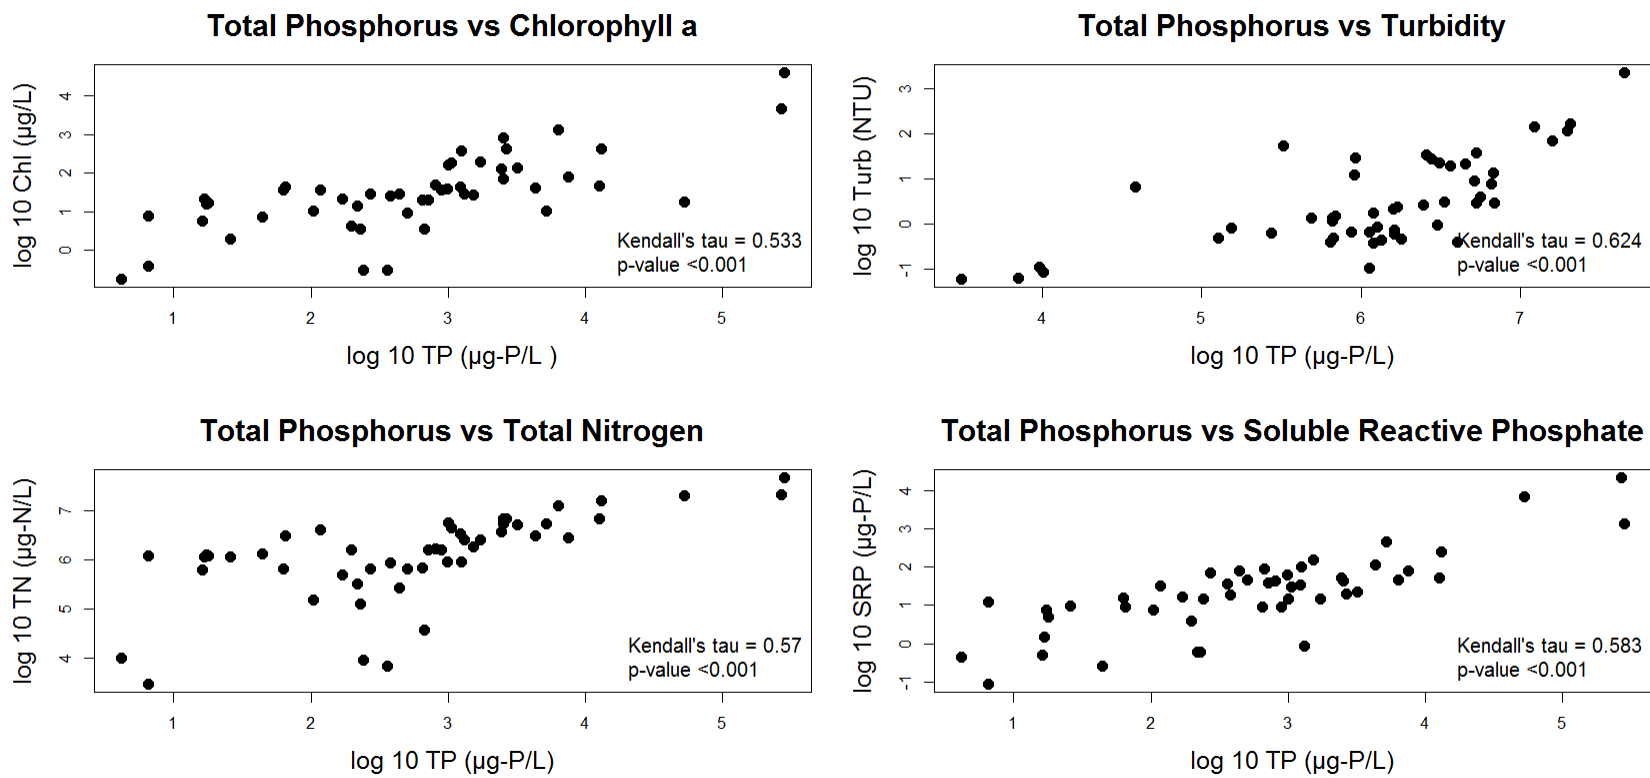 Total Phosphorus vs Chlorophyll a
log 10 Chl (µg/L)
4
3
2
1
0
Kendall's tau = 0.533
p-value <0.001
1 2 3 4 5
log 10 TP (µg-P/L )
Total Phosphorus vs Turbidity
log 10 Turb (NTU)
3
2
1
0
-1
Kendall's tau = 0.624
p-value <0.001
4 5 6 7
log 10 TP (µg-P/L)
Total Phosphorus vs Total Nitrogen
log 10 TN (µg-N/L)
7
6
5
4
Kendall's tau = 0.57
p-value <0.001
1 2 3 4 5
log 10 TP (µg-P/L)
Total Phosphorus vs Soluble Reactive Phosphate
log 10 SRP (µg-P/L)
4
3
2
1
0
-1
Kendall's tau = 0.583
p-value <0.001
1 2 3 4 5
log 10 TP (µg-P/L)